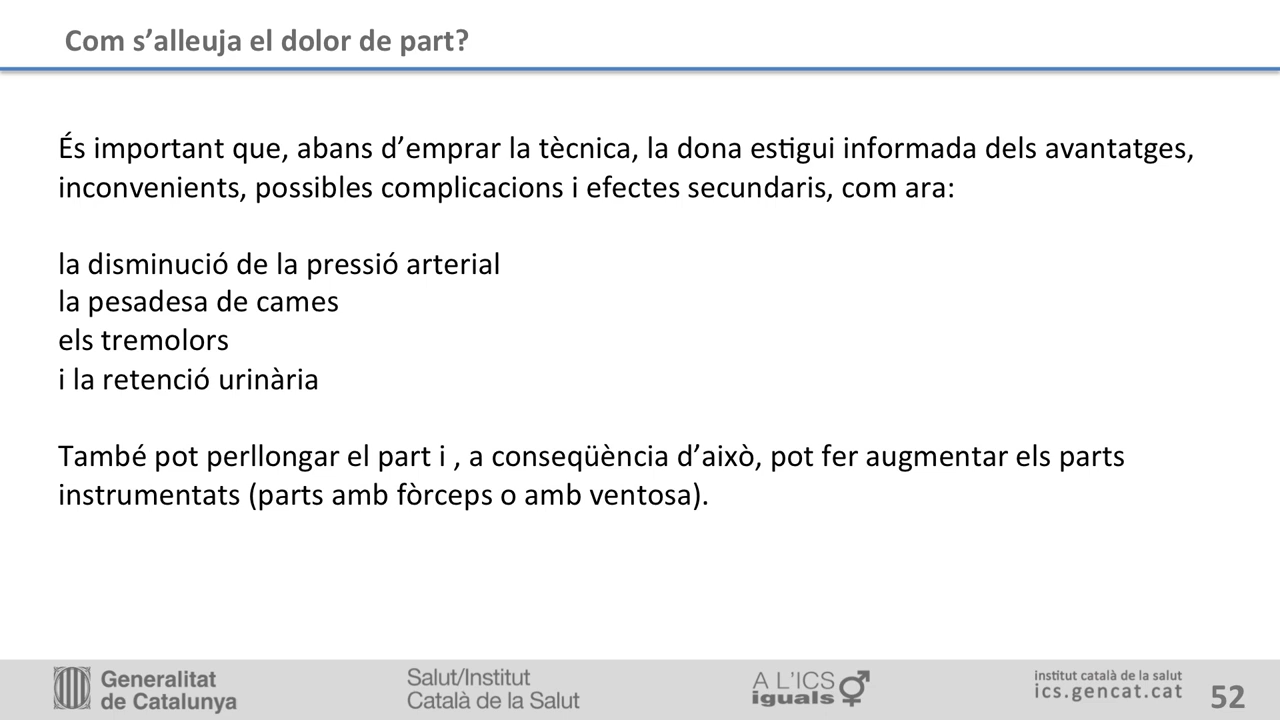 Com s’alleuja el dolor de part?
És important que, abans d’emprar la tècnica, la dona estigui informada dels avantatges,
inconvenients, possibles complicacions i efectes secundaris, com ara:
la disminució de la pressió arterial
la pesadesa de cames
els tremolors
i la retenció urinària
També pot perllongar el part i , a conseqüència d’això, pot fer augmentar els parts
instrumentats (parts amb fòrceps o amb ventosa).
Generalitat
de Catalunya
Salut/Institut
Català de la Salut
A L'ICS
iguals
institut català de la salut
ics.gencat.cat
52